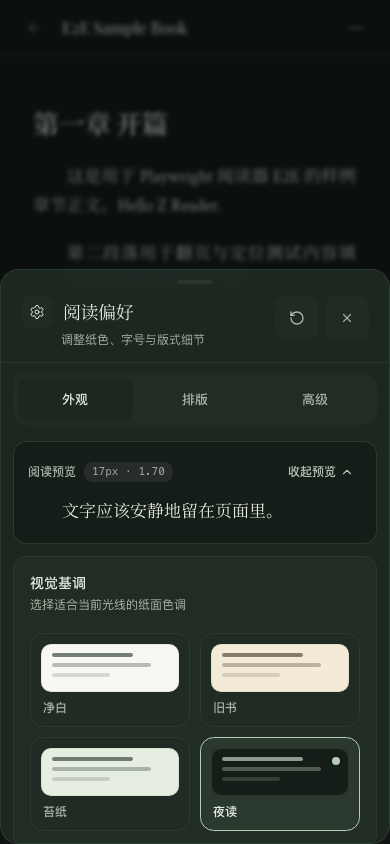 E2E Sample Book
第一章 开篇
这是用于 Playwright 阅读器 E2E 的样例
章节正文。Hello Z Reader.
第二段落用于翻页与定位测试内容填
阅读偏好
调整纸色、字号与版式细节
外观
排版
高级
阅读预览
17px · 1.70
收起预览
文字应该安静地留在页面里。
视觉基调
选择适合当前光线的纸面色调
净白
旧书
苔纸
夜读